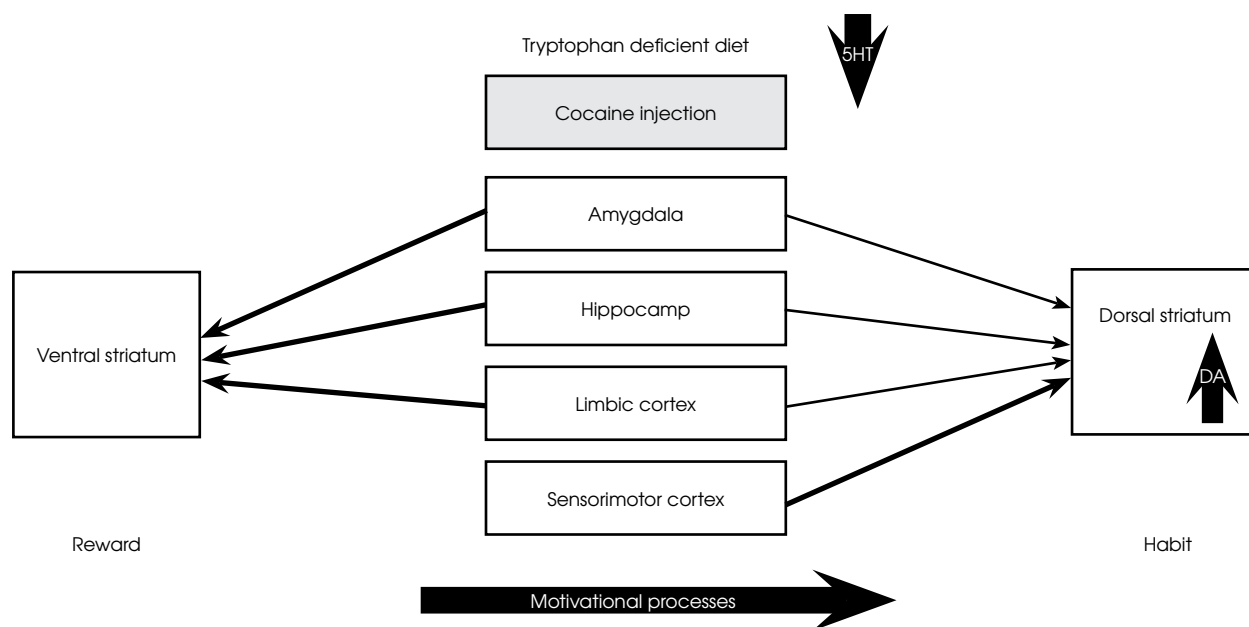 Tryptophan deficient diet
5HT
Cocaine injection
Amygdala
Hippocamp
Ventral striatum
Dorsal striatum
DA
Limbic cortex
Sensorimotor cortex
Reward
Habit
Motivational processes